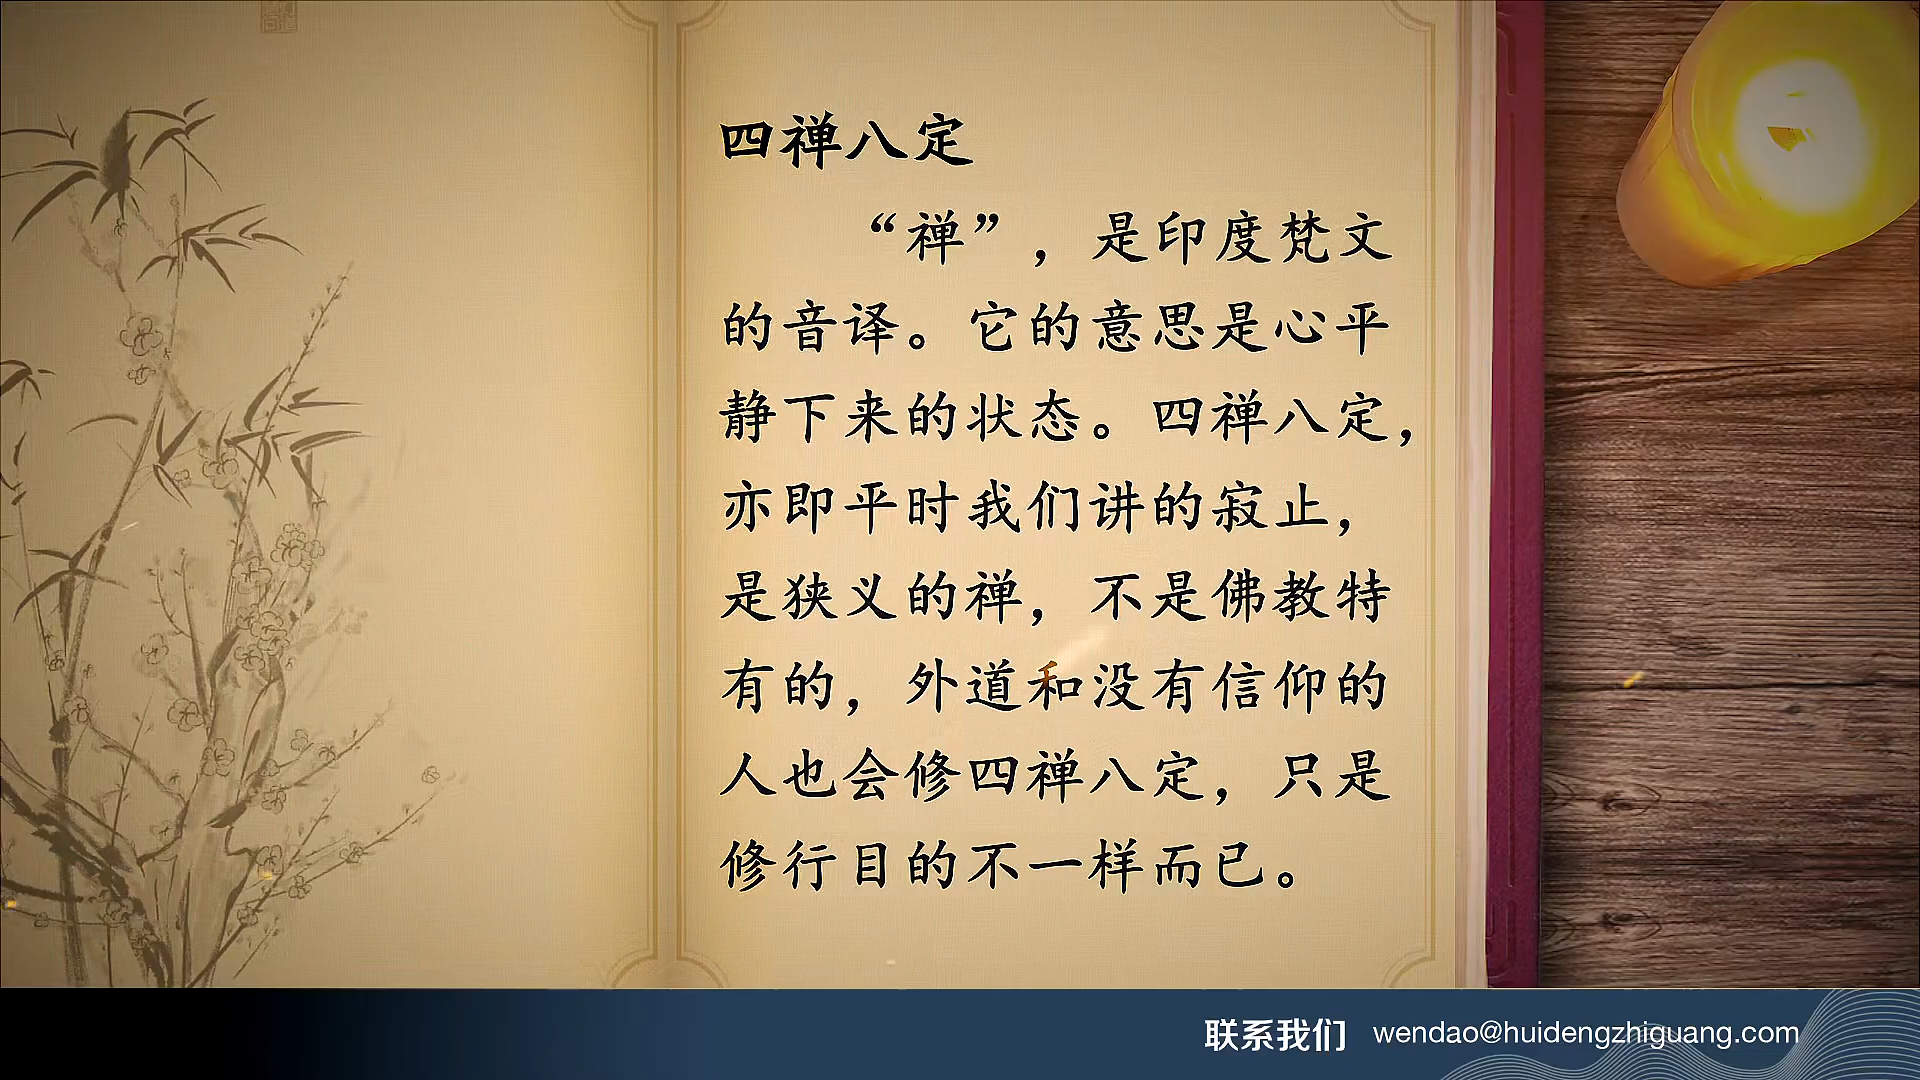 四禅八定
“禅”，是印度梵文
的音译。它的意思是心平
静下来的状态。四禅八定，
亦即平时我们讲的寂止，
是狭义的禅，不是佛教特
有的，外道和没有信仰的
人也会修四禅八定，只是
修行目的不一样而已。
联系我们 wendao@huidengzhiguang.com